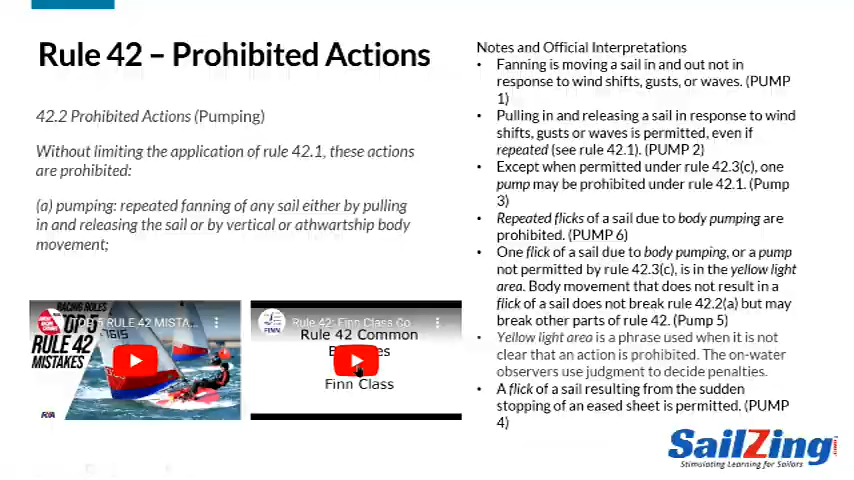 Rule 42 – Prohibited Actions
42.2 Prohibited Actions (Pumping)
Without limiting the application of rule 42.1, these actions
are prohibited:
(a) pumping: repeated fanning of any sail either by pulling
in and releasing the sail or by vertical or athwartship body
movement;
Notes and Official Interpretations
• Fanning is moving a sail in and out not in
response to wind shifts, gusts, or waves. (PUMP
1)
• Pulling in and releasing a sail in response to wind
shifts, gusts or waves is permitted, even if
repeated (see rule 42.1). (PUMP 2)
• Except when permitted under rule 42.3(c), one
pump may be prohibited under rule 42.1. (Pump
3)
• Repeated flicks of a sail due to body pumping are
prohibited. (PUMP 6)
• One flick of a sail due to body pumping, or a pump
not permitted by rule 42.3(c), is in the yellow light
area. Body movement that does not result in a
flick of a sail does not break rule 42.2(a) but may
break other parts of rule 42. (Pump 5)
• Yellow light area is a phrase used when it is not
clear that an action is prohibited. The on-water
observers use judgment to decide penalties.
• A flick of a sail resulting from the sudden
stopping of an eased sheet is permitted. (PUMP
4)
RACING RULES
5 RULE 42 MISTA...
RULE 42
MISTAKES
1615
RYA
FINN
Rule 42: Finn Class Co
Rule 42 Common
Finn Class
SailZing
Stimulating Learning for Sailors